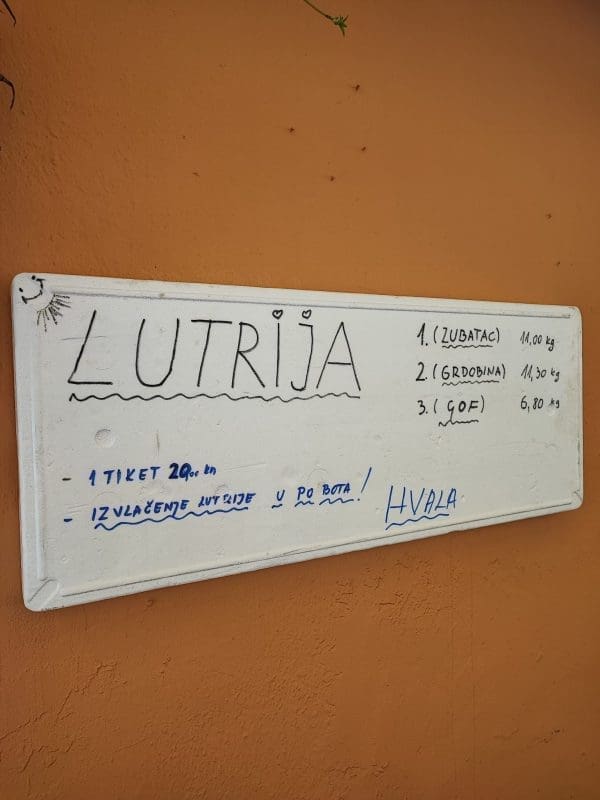 LUTRIJA
1. (ZUBATAC) 11,00 kg
2. (GRDOBINA) 11,30 kg
3. (GOF) 6,80 kg
- 1 TIKET 20,00 kn
- IZVLAČENJE LUTRIJE U PO BOTA!
HVALA